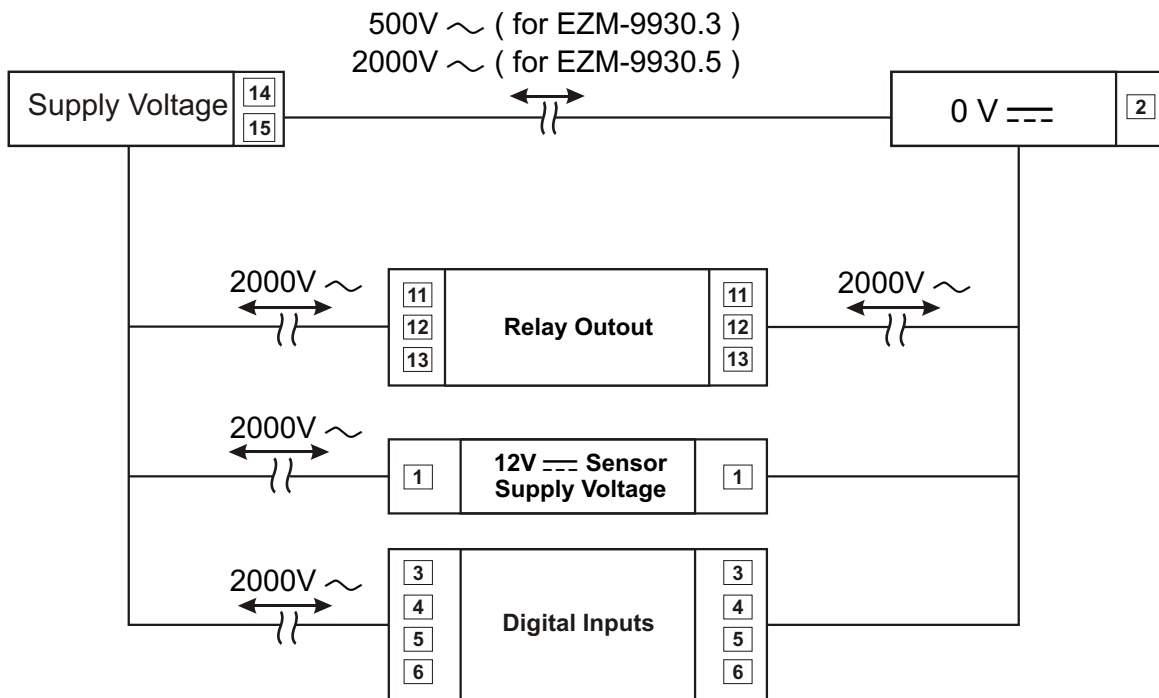 500V ～ ( for EZM-9930.3 )
2000V ～ ( for EZM-9930.5 )
Supply Voltage
14
15
0 V ⎓
2
2000V ～
2000V ～
11
12
13
Relay Outout
11
12
13
2000V ～
1
12V ⎓ Sensor
Supply Voltage
1
2000V ～
3
4
5
6
Digital Inputs
3
4
5
6